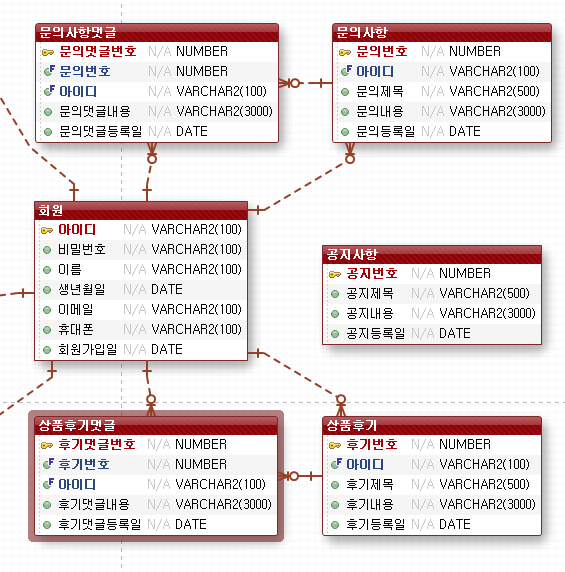 문의사항댓글
문의댓글번호 N/A NUMBER
문의번호 N/A NUMBER
아이디 N/A VARCHAR2(100)
문의댓글내용 N/A VARCHAR2(3000)
문의댓글등록일 N/A DATE
문의사항
문의번호 N/A NUMBER
아이디 N/A VARCHAR2(100)
문의제목 N/A VARCHAR2(500)
문의내용 N/A VARCHAR2(3000)
문의등록일 N/A DATE
회원
아이디 N/A VARCHAR2(100)
비밀번호 N/A VARCHAR2(100)
이름 N/A VARCHAR2(100)
생년월일 N/A DATE
이메일 N/A VARCHAR2(100)
휴대폰 N/A VARCHAR2(100)
회원가입일 N/A DATE
공지사항
공지번호 N/A NUMBER
공지제목 N/A VARCHAR2(500)
공지내용 N/A VARCHAR2(3000)
공지등록일 N/A DATE
상품후기댓글
후기댓글번호 N/A NUMBER
후기번호 N/A NUMBER
아이디 N/A VARCHAR2(100)
후기댓글내용 N/A VARCHAR2(3000)
후기댓글등록일 N/A DATE
상품후기
후기번호 N/A NUMBER
아이디 N/A VARCHAR2(100)
후기제목 N/A VARCHAR2(500)
후기내용 N/A VARCHAR2(3000)
후기등록일 N/A DATE